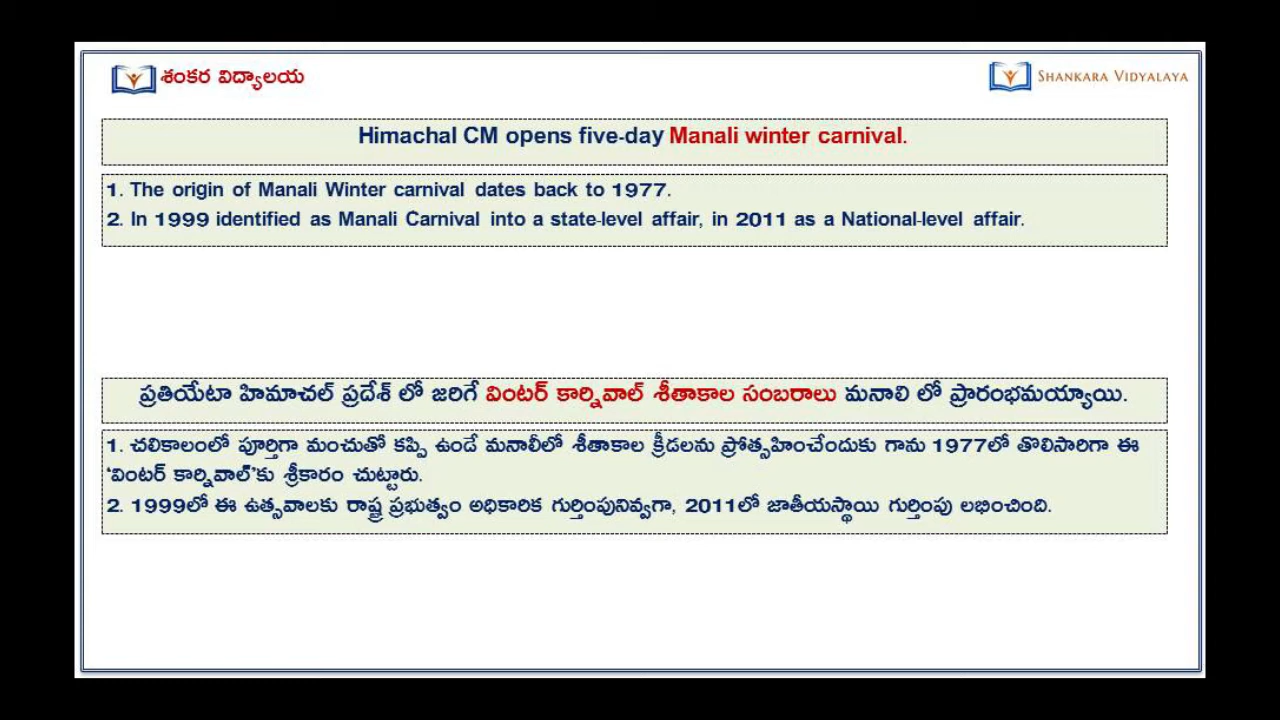 శంకర విద్యాలయ
SHANKARA VIDYALAYA
Himachal CM opens five-day Manali winter carnival.
1. The origin of Manali Winter carnival dates back to 1977.
2. In 1999 identified as Manali Carnival into a state-level affair, in 2011 as a National-level affair.
ప్రతియేటా హిమాచల్ ప్రదేశ్ లో జరిగే వింటర్ కార్నివాల్ శీతాకాల సంబరాలు మనాలి లో ప్రారంభమయ్యాయి.
1. చలికాలంలో పూర్తిగా మంచుతో కప్పి ఉండే మనాలీలో శీతాకాల క్రీడలను ప్రోత్సహించేందుకు గాను 1977లో తొలిసారిగా ఈ
‘వింటర్ కార్నివాల్’కు శ్రీకారం చుట్టారు.
2. 1999లో ఈ ఉత్సవాలకు రాష్ట్ర ప్రభుత్వం అధికారిక గుర్తింపునివ్వగా, 2011లో జాతీయస్థాయి గుర్తింపు లభించింది.